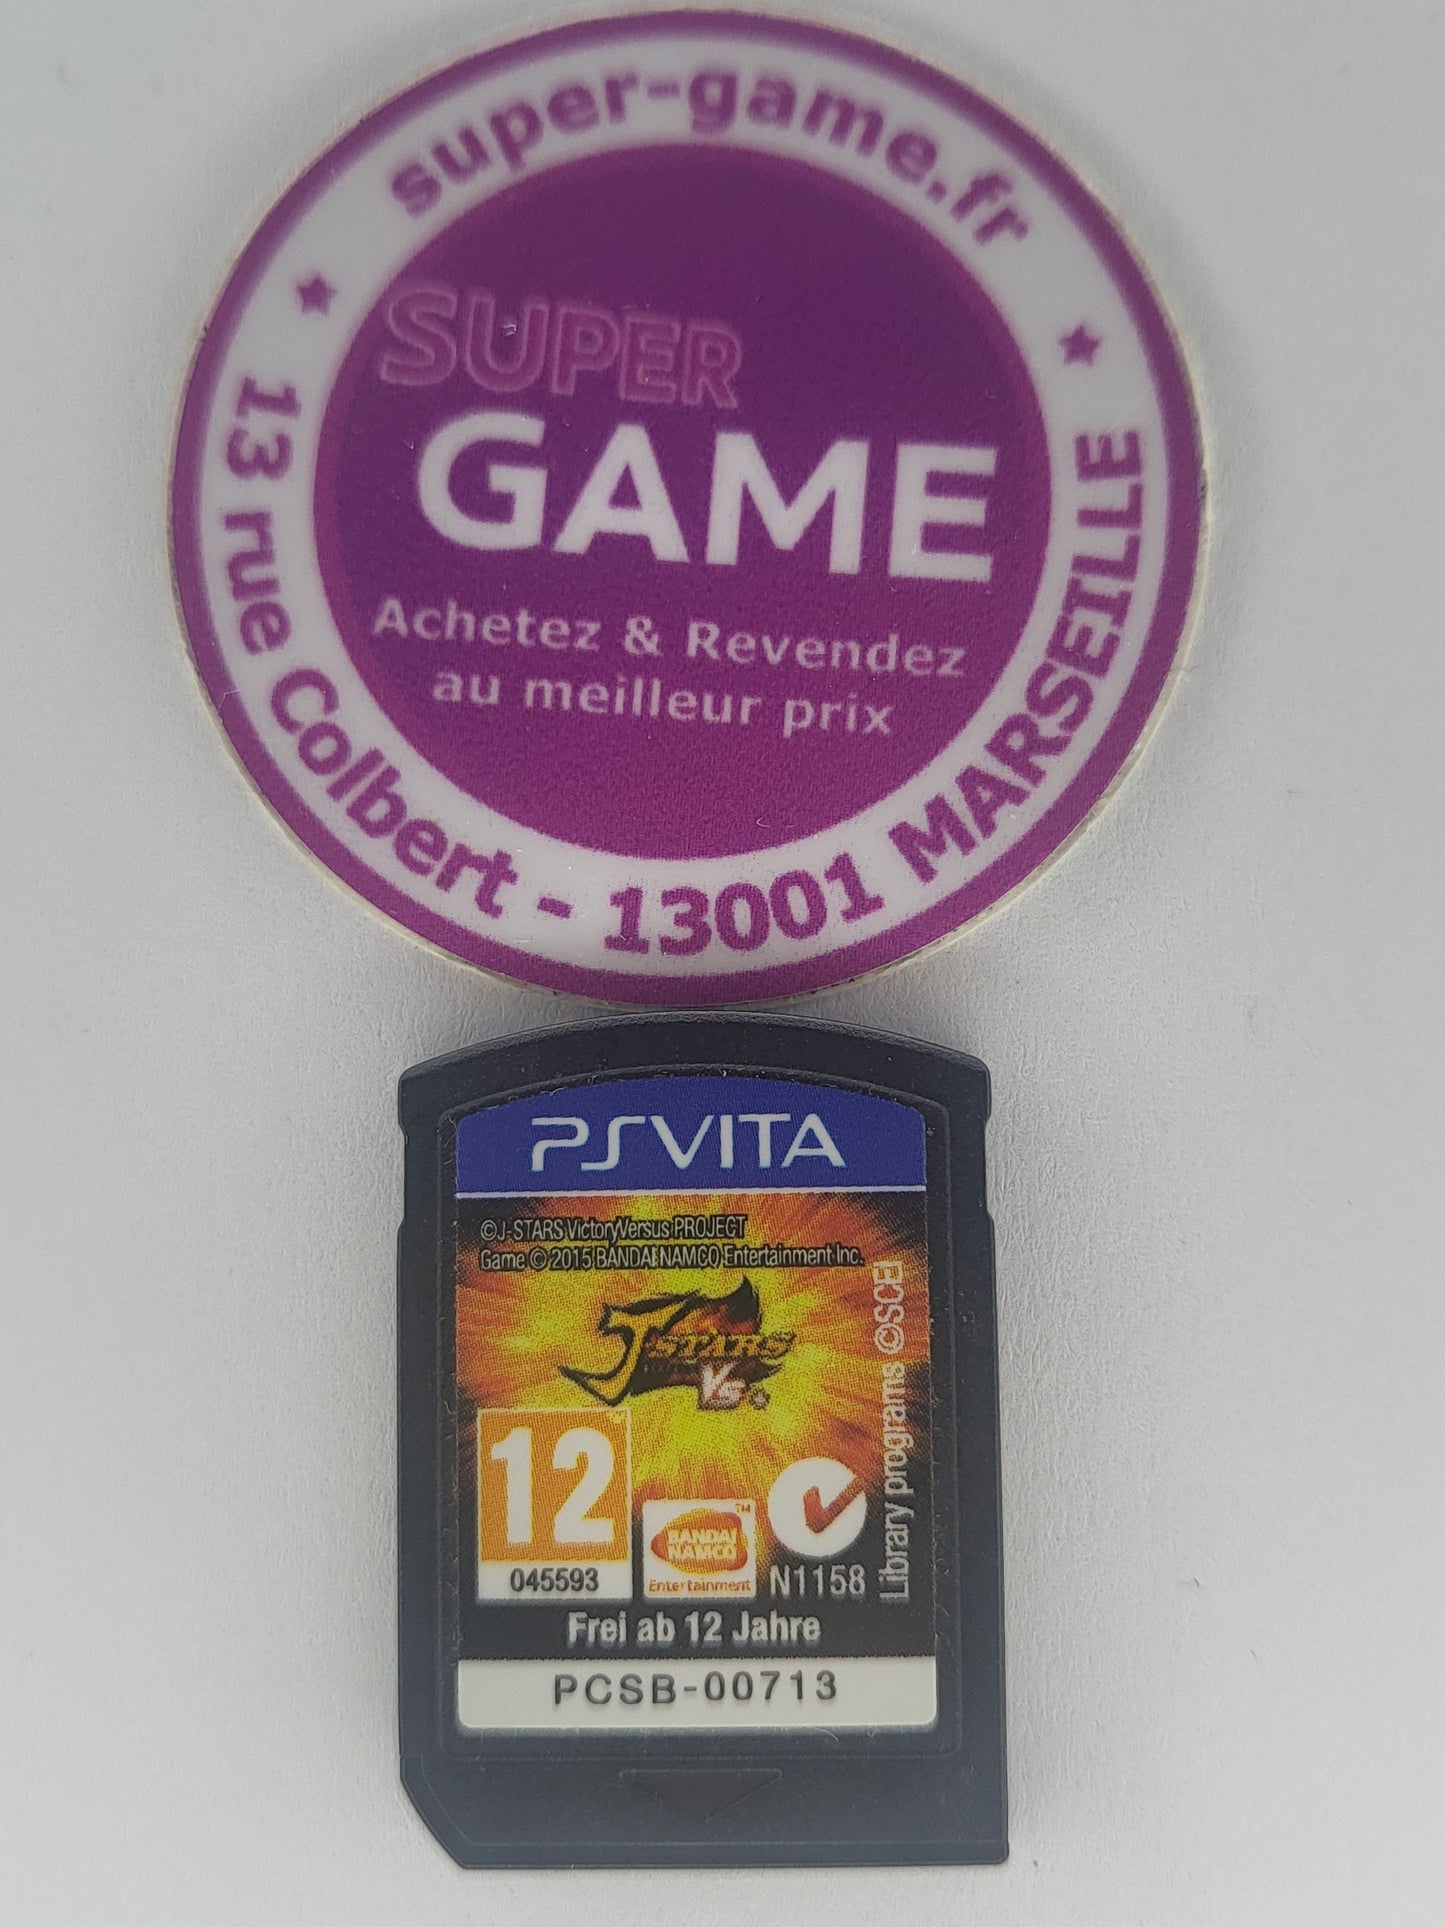 super-game.fr
SUPER
GAME
Achetez & Revendez
au meilleur prix
13 rue Colbert - 13001 MARSEILLE
PSVITA
©J-STARS VictoryVersus PROJECT
Game © 2015 BANDAI NAMCO Entertainment Inc.
J-STARS
VS
Library programs ©SCEI
12
045593
BANDAI
NAMCO
TM
Entertainment
N1158
Frei ab 12 Jahre
PCSB-00713